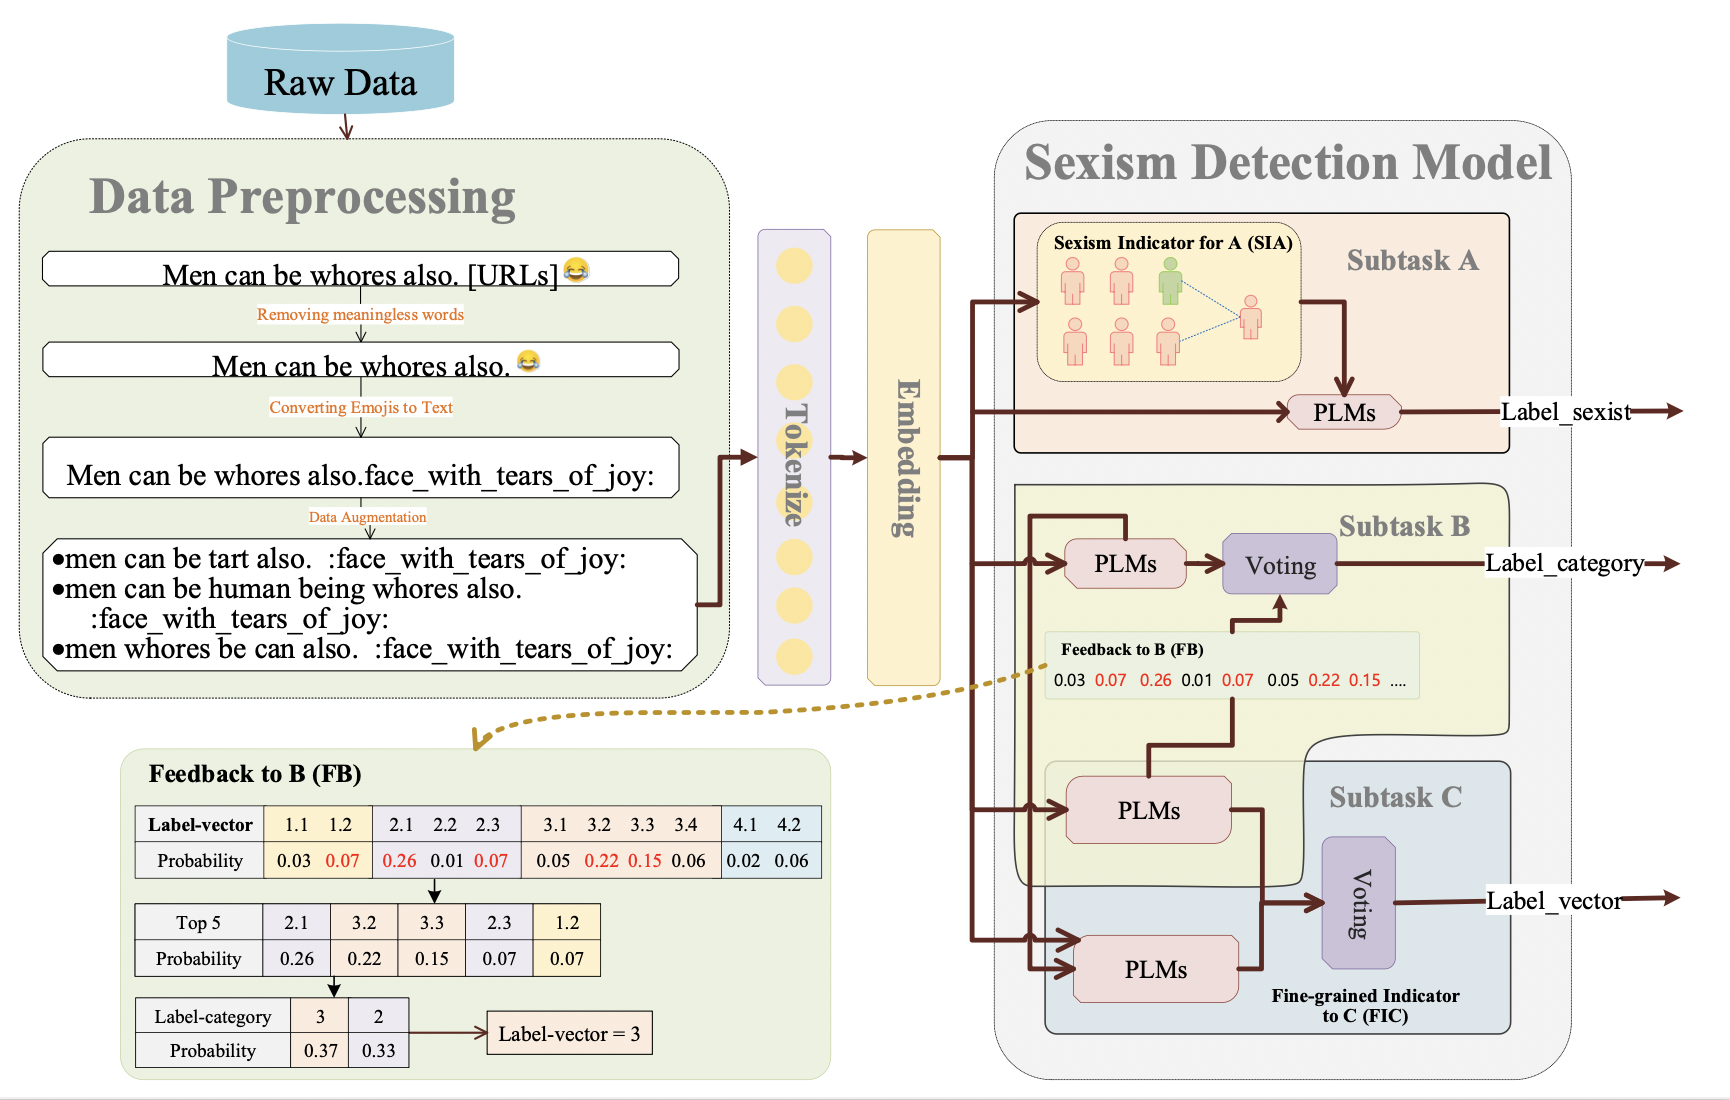 Raw Data
Data Preprocessing
Men can be whores also. [URLs]😂
Removing meaningless words
Men can be whores also. 😂
Converting Emojis to Text
Men can be whores also.face_with_tears_of_joy:
Data Augmentation
●men can be tart also. :face_with_tears_of_joy:
●men can be human being whores also.
:face_with_tears_of_joy:
●men whores be can also. :face_with_tears_of_joy:
Tokenize
Embedding
Sexism Detection Model
Sexism Indicator for A (SIA)
Subtask A
PLMs
Label_sexist
Subtask B
PLMs
Voting
Label_category
Feedback to B (FB)
0.03 0.07 0.26 0.01 0.07 0.05 0.22 0.15 ....
Subtask C
PLMs
Voting
Label_vector
PLMs
Fine-grained Indicator
to C (FIC)
Feedback to B (FB)
Label-vector 1.1 1.2 2.1 2.2 2.3 3.1 3.2 3.3 3.4 4.1 4.2
Probability 0.03 0.07 0.26 0.01 0.07 0.05 0.22 0.15 0.06 0.02 0.06
Top 5 2.1 3.2 3.3 2.3 1.2
Probability 0.26 0.22 0.15 0.07 0.07
Label-category 3 2
Probability 0.37 0.33
Label-vector = 3